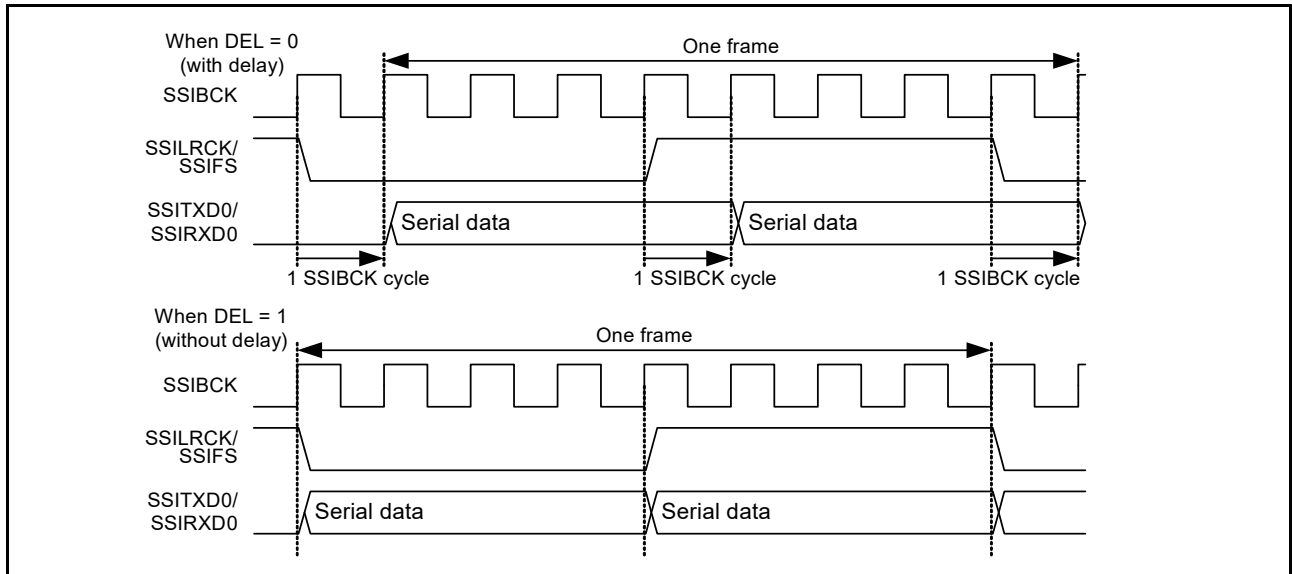 When DEL = 0
(with delay)
One frame
SSIBCK
SSILRCK/
SSIFS
SSITXD0/
SSIRXD0
Serial data
Serial data
1 SSIBCK cycle
1 SSIBCK cycle
1 SSIBCK cycle
When DEL = 1
(without delay)
One frame
SSIBCK
SSILRCK/
SSIFS
SSITXD0/
SSIRXD0
Serial data
Serial data